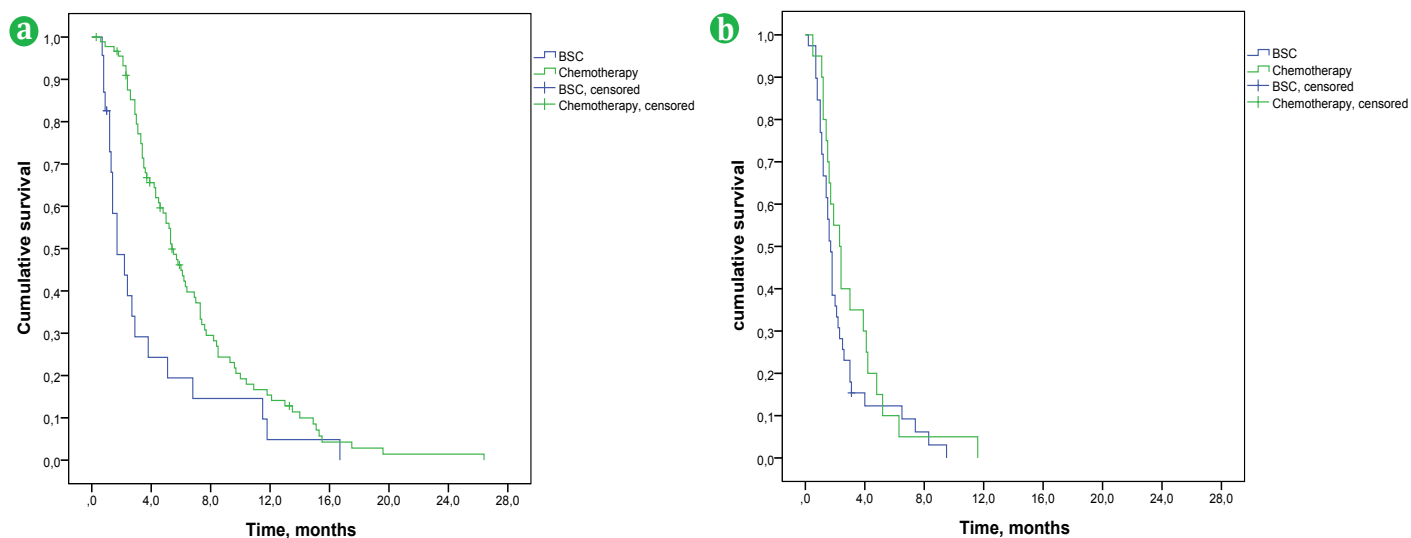 a
1,0
0,9
0,8
0,7
0,6
0,5
0,4
0,3
0,2
0,1
0,0
Cumulative survival
,0 4,0 8,0 12,0 16,0 20,0 24,0 28,0
Time, months
BSC
Chemotherapy
BSC, censored
Chemotherapy, censored
b
1,0
0,9
0,8
0,7
0,6
0,5
0,4
0,3
0,2
0,1
0,0
cumulative survival
,0 4,0 8,0 12,0 16,0 20,0 24,0 28,0
Time, months
BSC
Chemotherapy
BSC, censored
Chemotherapy, censored